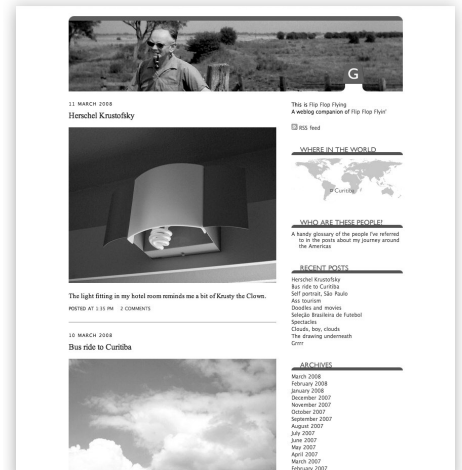 G
11 MARCH 2008
Herschel Krustofsky
The light fitting in my hotel room reminds me a bit of Krusty the Clown.
POSTED AT 1:35 PM 2 COMMENTS
10 MARCH 2008
Bus ride to Curitiba
This is Flip Flop Flying
A weblog companion of Flip Flop Flyin'
RSS feed
WHERE IN THE WORLD
Curitiba
WHO ARE THESE PEOPLE?
A handy glossary of the people I've referred
to in the posts about my journey around
the Americas
RECENT POSTS
Herschel Krustofsky
Bus ride to Curitiba
Self portrait, São Paulo
Ass tourism
Doodles and movies
Seleção Brasileira de Futebol
Spectacles
Clouds, boy, clouds
The drawing underneath
Grrrr
ARCHIVES
March 2008
February 2008
January 2008
December 2007
November 2007
October 2007
September 2007
August 2007
July 2007
June 2007
May 2007
April 2007
March 2007
February 2007